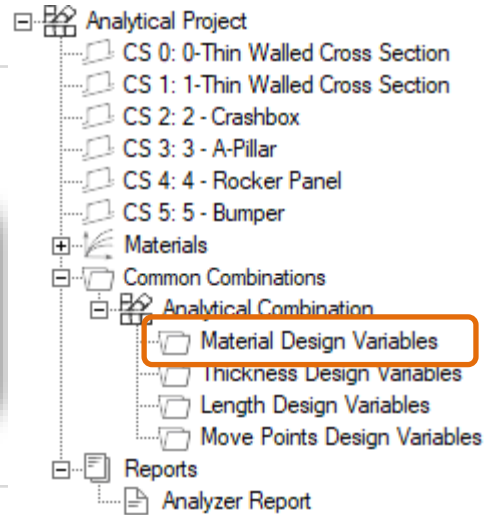 Analytical Project
CS 0: 0-Thin Walled Cross Section
CS 1: 1-Thin Walled Cross Section
CS 2: 2 - Crashbox
CS 3: 3 - A-Pillar
CS 4: 4 - Rocker Panel
CS 5: 5 - Bumper
Materials
Common Combinations
Analytical Combination
Material Design Variables
Thickness Design Variables
Length Design Variables
Move Points Design Variables
Reports
Analyzer Report